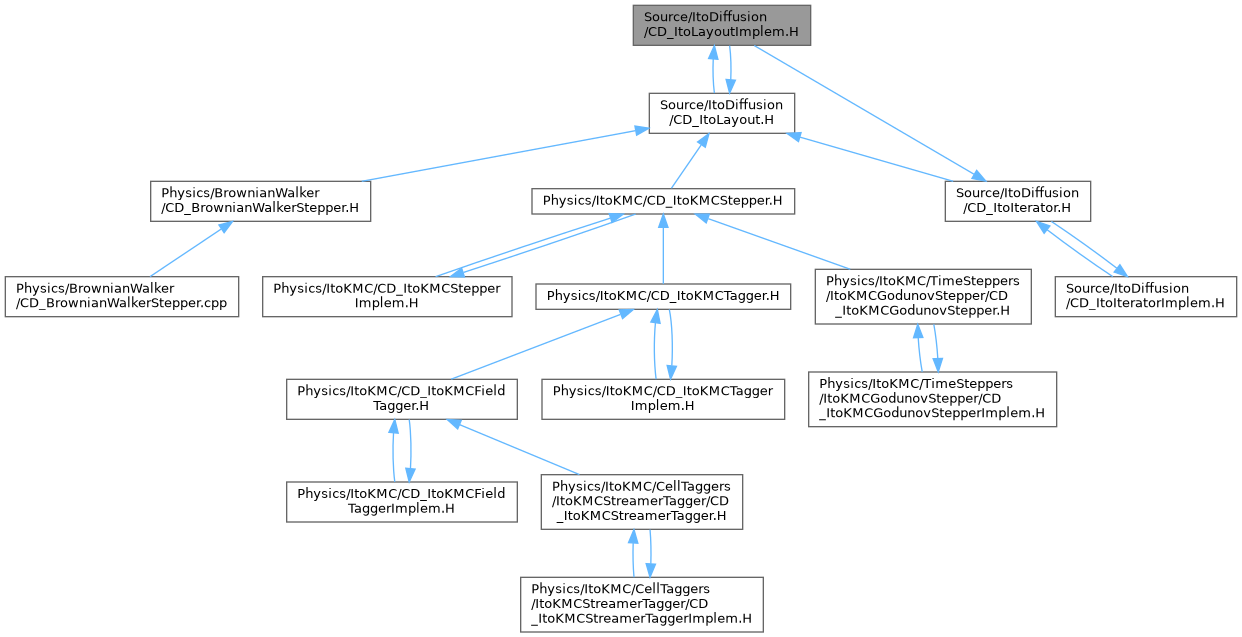 Source/ItoDiffusion
/CD_ItoLayoutImplem.H
Source/ItoDiffusion
/CD_ItoLayout.H
Physics/BrownianWalker
/CD_BrownianWalkerStepper.H
Physics/ItoKMC/CD_ItoKMCStepper.H
Source/ItoDiffusion
/CD_ItoIterator.H
Physics/BrownianWalker
/CD_BrownianWalkerStepper.cpp
Physics/ItoKMC/CD_ItoKMCStepper
Implem.H
Physics/ItoKMC/CD_ItoKMCTagger.H
Physics/ItoKMC/TimeSteppers
/ItoKMCGodunovStepper/CD
_ItoKMCGodunovStepper.H
Source/ItoDiffusion
/CD_ItoIteratorImplem.H
Physics/ItoKMC/CD_ItoKMCField
Tagger.H
Physics/ItoKMC/CD_ItoKMCTagger
Implem.H
Physics/ItoKMC/TimeSteppers
/ItoKMCGodunovStepper/CD
_ItoKMCGodunovStepperImplem.H
Physics/ItoKMC/CD_ItoKMCField
TaggerImplem.H
Physics/ItoKMC/CellTaggers
/ItoKMCStreamerTagger/CD
_ItoKMCStreamerTagger.H
Physics/ItoKMC/CellTaggers
/ItoKMCStreamerTagger/CD
_ItoKMCStreamerTaggerImplem.H